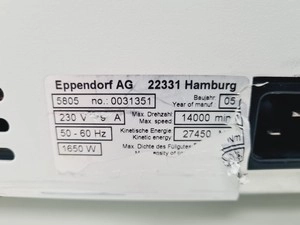 Eppendorf AG 22331 Hamburg
5805 no.: 0031351 Baujahr 05
Year of manuf.
230 V A Max. Drehzahl 14000 min
Max. speed
50 - 60 Hz Kinetische Energie 27450
Kinetic energy
1650 W Max. Dichte des Füllgutes
of